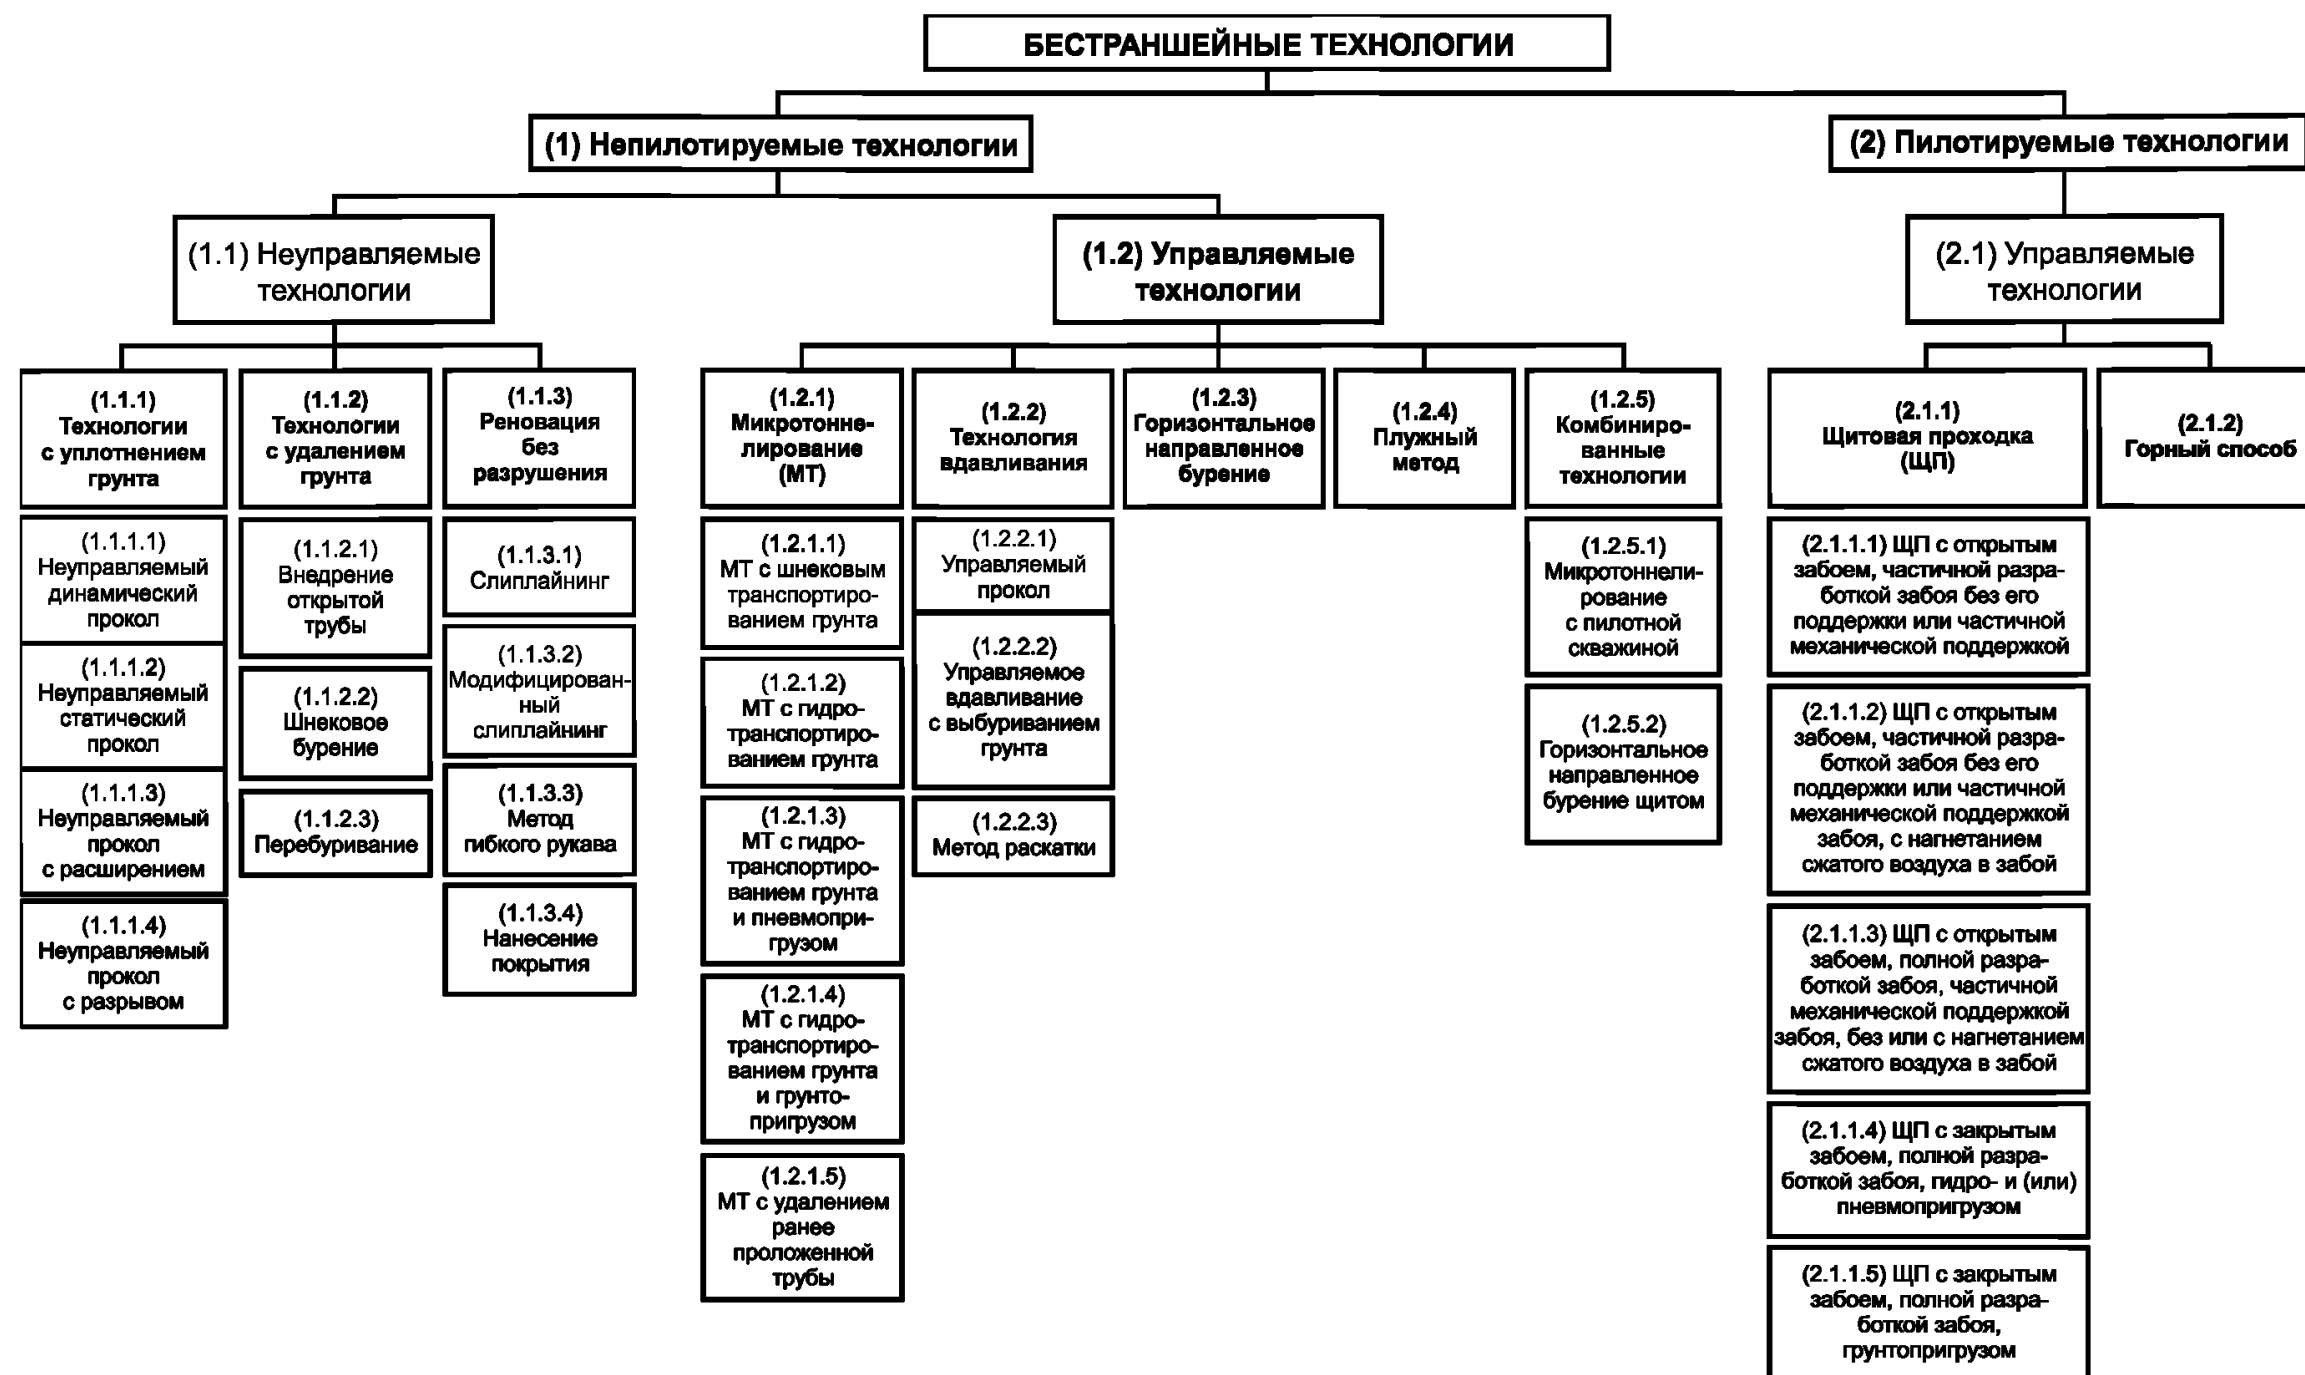 БЕСТРАНШЕЙНЫЕ ТЕХНОЛОГИИ
(1) Непилотируемые технологии
(2) Пилотируемые технологии
(1.1) Неуправляемые
технологии
(1.2) Управляемые
технологии
(2.1) Управляемые
технологии
(1.1.1)
Технологии
с уплотнением
грунта
(1.1.2)
Технологии
с удалением
грунта
(1.1.3)
Реновация
без
разрушения
(1.2.1)
Микротонне-
лирование
(МТ)
(1.2.2)
Технология
вдавливания
(1.2.3)
Горизонтальное
направленное
бурение
(1.2.4)
Плужный
метод
(1.2.5)
Комбиниро-
ванные
технологии
(2.1.1)
Щитовая проходка
(ЩП)
(2.1.2)
Горный способ
(1.1.1.1)
Неуправляемый
динамический
прокол
(1.1.1.2)
Неуправляемый
статический
прокол
(1.1.1.3)
Неуправляемый
прокол
с расширением
(1.1.1.4)
Неуправляемый
прокол
с разрывом
(1.1.2.1)
Внедрение
открытой
трубы
(1.1.2.2)
Шнековое
бурение
(1.1.2.3)
Перебуривание
(1.1.3.1)
Слиплайнинг
(1.1.3.2)
Модифицирован-
ный
слиплайнинг
(1.1.3.3)
Метод
гибкого рукава
(1.1.3.4)
Нанесение
покрытия
(1.2.1.1)
МТ с шнековым
транспортиро-
ванием грунта
(1.2.1.2)
МТ с гидро-
транспортиро-
ванием грунта
(1.2.1.3)
МТ с гидро-
транспортиро-
ванием грунта
и пневмопри-
грузом
(1.2.1.4)
МТ с гидро-
транспортиро-
ванием грунта
и грунто-
пригрузом
(1.2.1.5)
МТ с удалением
ранее
проложенной
трубы
(1.2.2.1)
Управляемый
прокол
(1.2.2.2)
Управляемое
вдавливание
с выбуриванием
грунта
(1.2.2.3)
Метод раскатки
(1.2.5.1)
Микротоннели-
рование
с пилотной
скважиной
(1.2.5.2)
Горизонтальное
направленное
бурение щитом
(2.1.1.1) ЩП с открытым
забоем, частичной разра-
боткой забоя без его
поддержки или частичной
механической поддержкой
(2.1.1.2) ЩП с открытым
забоем, частичной разра-
боткой забоя без его
поддержки или частичной
механической поддержкой
забоя, с нагнетанием
сжатого воздуха в забой
(2.1.1.3) ЩП с открытым
забоем, полной разра-
боткой забоя, частичной
механической поддержкой
забоя, без или с нагнетанием
сжатого воздуха в забой
(2.1.1.4) ЩП с закрытым
забоем, полной разра-
боткой забоя, гидро- и (или)
пневмопригрузом
(2.1.1.5) ЩП с закрытым
забоем, полной разра-
боткой забоя,
грунтопригрузом